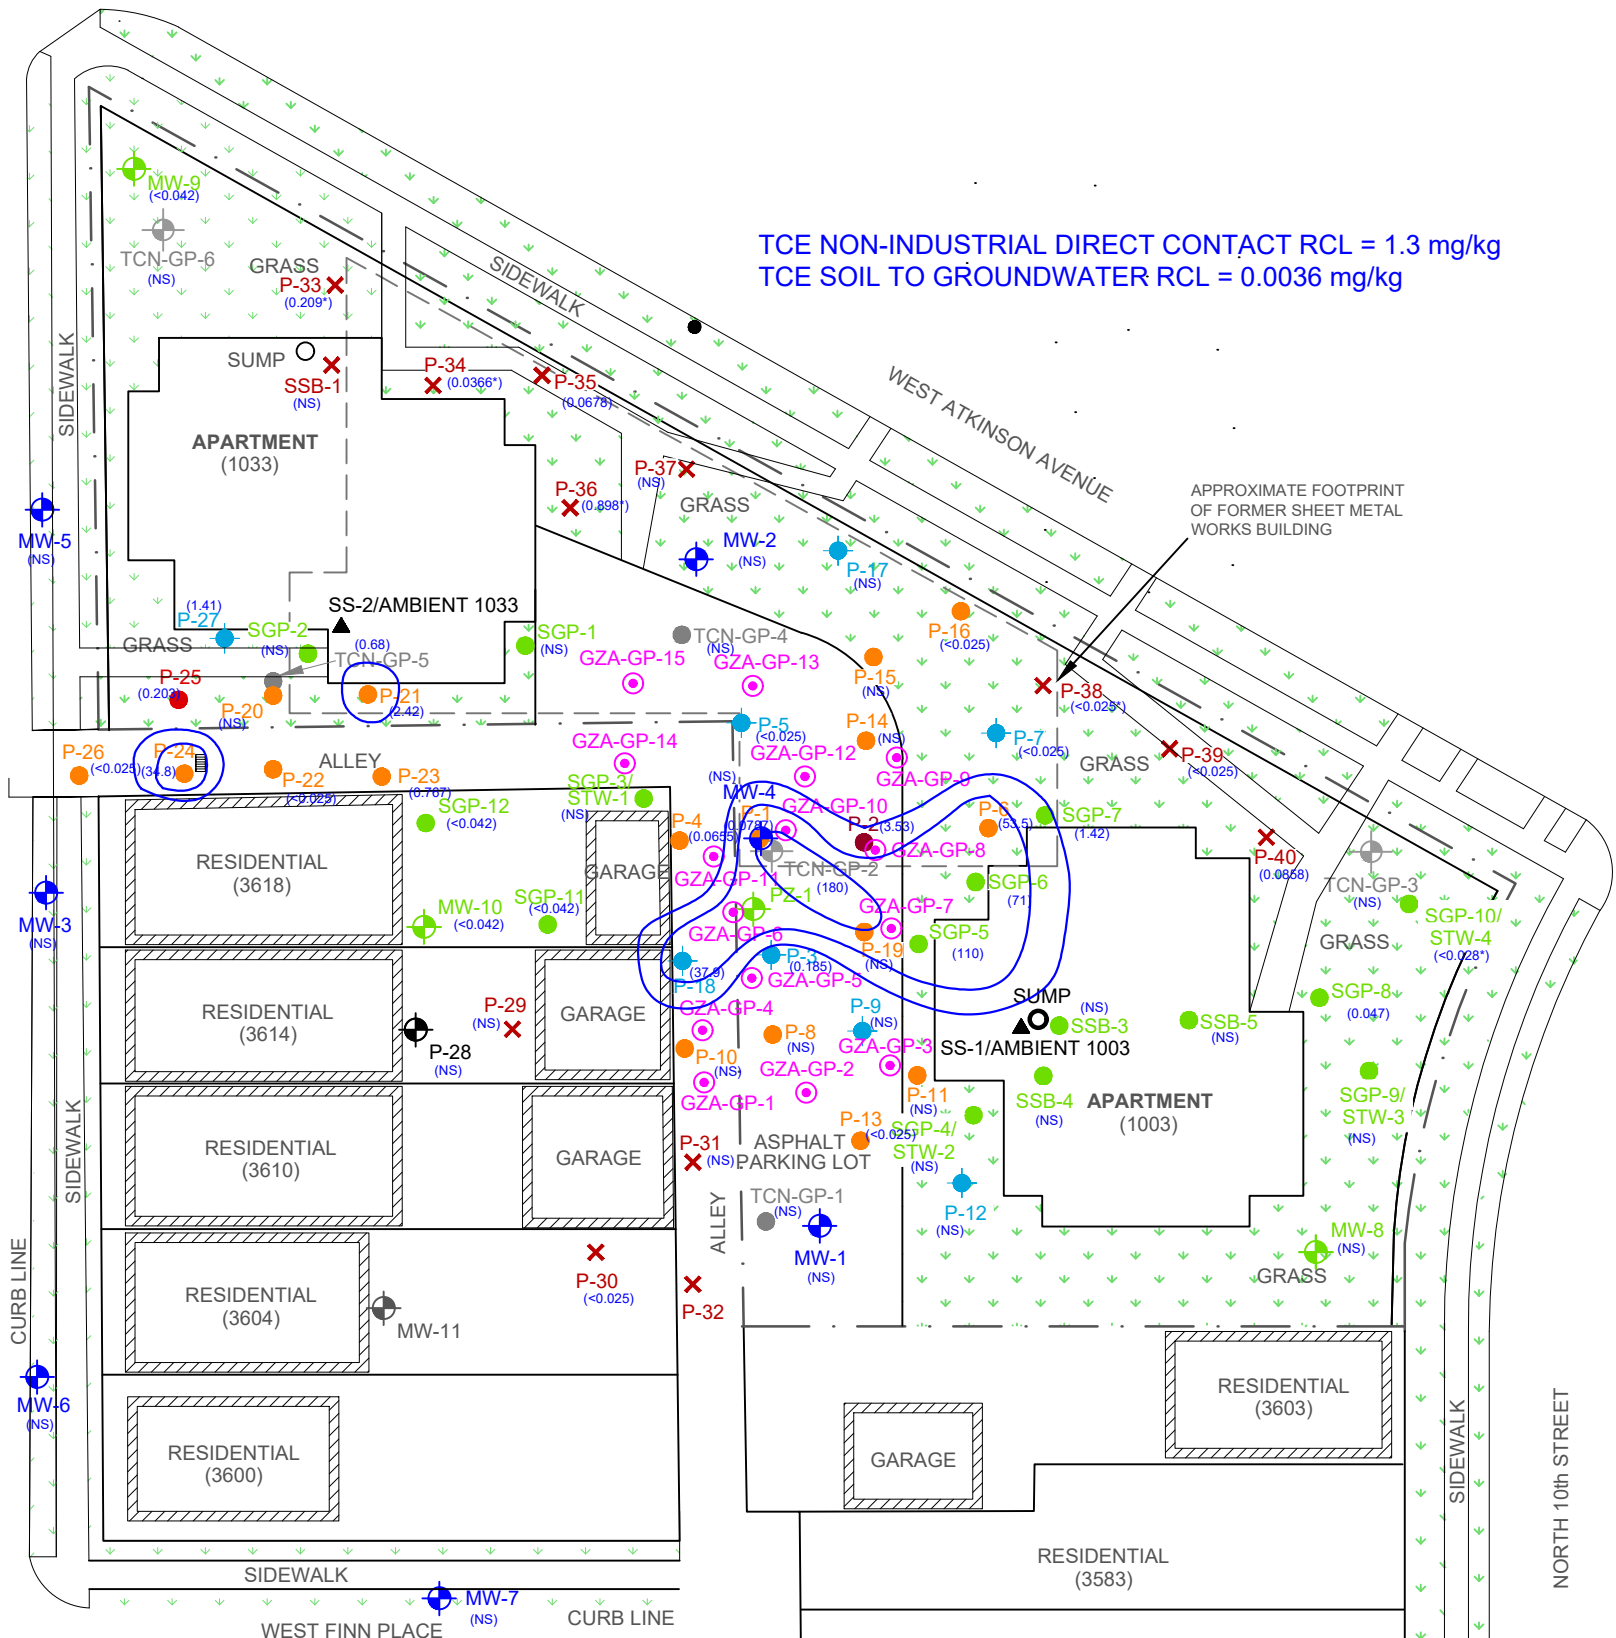 TCE NON-INDUSTRIAL DIRECT CONTACT RCL = 1.3 mg/kg
TCE SOIL TO GROUNDWATER RCL = 0.0036 mg/kg
MW-9
(<0.042)
TCN-GP-6
(NS)
GRASS
P-33
(0.209*)
SIDEWALK
SIDEWALK
SUMP
SSB-1
(NS)
P-34
(0.0366*)
P-35
(0.0678)
WEST ATKINSON AVENUE
APARTMENT
(1033)
P-37
(NS)
P-36
(0.898*)
GRASS
APPROXIMATE FOOTPRINT
OF FORMER SHEET METAL
WORKS BUILDING
MW-5
(NS)
MW-2
(NS)
P-17
(NS)
(1.41)
P-27
SS-2/AMBIENT 1033
SGP-2
(NS)
GRASS
(0.68)
TCN-GP-5
SGP-1
(NS)
TCN-GP-4
(NS)
P-16
(<0.025)
GZA-GP-15
GZA-GP-13
P-15
(NS)
P-25
(0.203)
P-20
(NS)
P-21
(2.42)
P-38
(<0.025*)
P-5
(<0.025)
P-14
(NS)
P-7
(<0.025)
P-39
(<0.025)
GRASS
P-26
(<0.025)
P-24
(34.8)
P-22
(<0.025)
ALLEY
P-23
(0.767)
GZA-GP-14
GZA-GP-12
GZA-GP-9
SGP-3/
STW-1
(NS)
(NS)
MW-4
SGP-12
(<0.042)
P-4
(0.0655)
P-1
(0.0787)
GZA-GP-10
P-2
(3.53)
P-6
(53.5)
SGP-7
(1.42)
P-40
(0.0858)
RESIDENTIAL
(3618)
GARAGE
GZA-GP-11
TCN-GP-2
(180)
GZA-GP-8
SGP-6
(71)
TCN-GP-3
(NS)
MW-10
(<0.042)
SGP-11
(<0.042)
PZ-1
GZA-GP-6
GZA-GP-7
SGP-10/
STW-4
(<0.028*)
MW-3
(NS)
P-19
(NS)
SGP-5
(110)
GRASS
P-18
(37.9)
P-3
(0.185)
GZA-GP-5
SGP-8
(0.047)
RESIDENTIAL
(3614)
P-29
(NS)
GARAGE
GZA-GP-4
P-9
(NS)
SUMP
(NS)
SSB-3
SSB-5
(NS)
P-28
(NS)
P-10
(NS)
P-8
(NS)
GZA-GP-3
SS-1/AMBIENT 1003
GZA-GP-2
GZA-GP-1
P-11
(NS)
SSB-4
(NS)
APARTMENT
(1003)
SGP-9/
STW-3
(NS)
SIDEWALK
RESIDENTIAL
(3610)
GARAGE
P-31
(NS)
P-13
(<0.025)
ASPHALT
PARKING LOT
SGP-4/
STW-2
(NS)
TCN-GP-1
(NS)
P-12
(NS)
MW-1
(NS)
MW-8
(NS)
GRASS
ALLEY
CURB LINE
RESIDENTIAL
(3604)
MW-11
P-30
(<0.025)
P-32
MW-6
(NS)
RESIDENTIAL
(3600)
RESIDENTIAL
(3603)
GARAGE
SIDEWALK
NORTH 10th STREET
RESIDENTIAL
(3583)
SIDEWALK
MW-7
(NS)
WEST FINN PLACE
CURB LINE